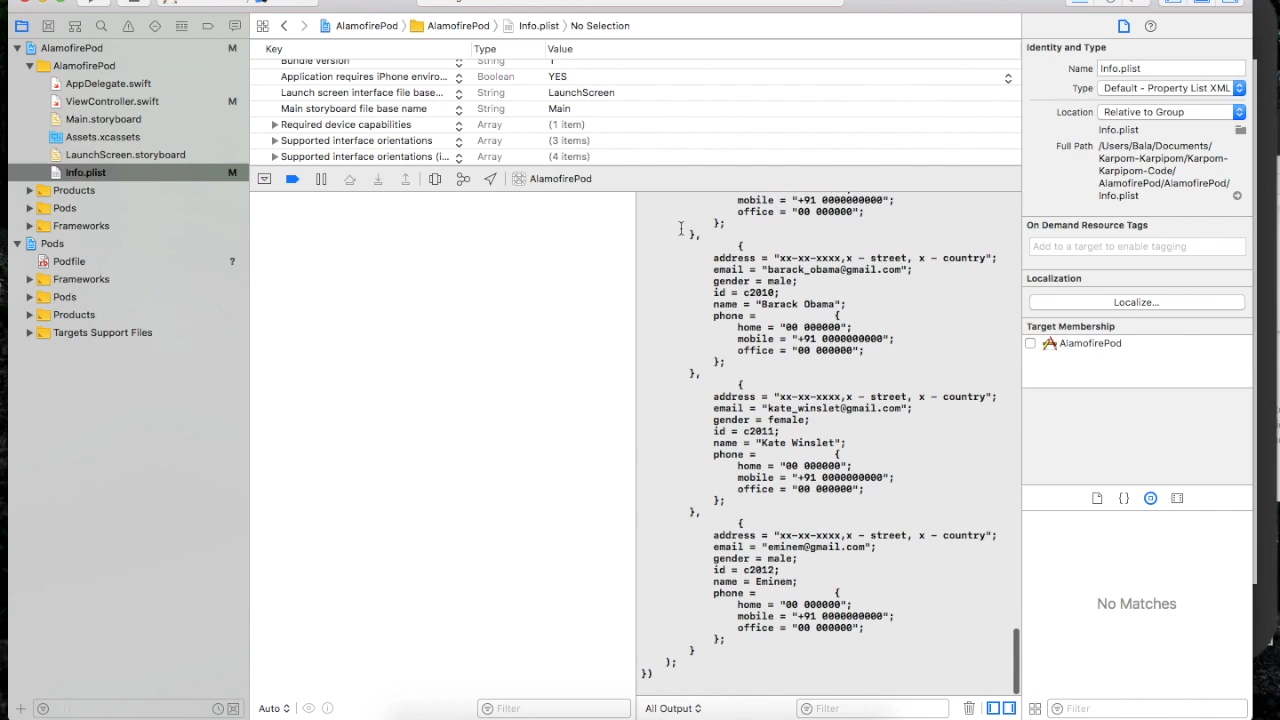 AlamofirePod
AlamofirePod
Info.plist
No Selection
AlamofirePod M
AlamofirePod
AppDelegate.swift
ViewController.swift M
Main.storyboard
Assets.xcassets
LaunchScreen.storyboard
Info.plist M
Products
Pods
Frameworks
Pods
Podfile ?
Frameworks
Pods
Products
Targets Support Files
Key Type Value
Bundle version String 1
Application requires iPhone enviro... Boolean YES
Launch screen interface file base... String LaunchScreen
Main storyboard file base name String Main
Required device capabilities Array (1 item)
Supported interface orientations Array (3 items)
Supported interface orientations (i... Array (4 items)
AlamofirePod
mobile = "+91 0000000000";
office = "00 000000";
};
},
{
address = "xx-xx-xxxx,x - street, x - country";
email = "barack_obama@gmail.com";
gender = male;
id = c2010;
name = "Barack Obama";
phone = {
home = "00 000000";
mobile = "+91 0000000000";
office = "00 000000";
};
},
{
address = "xx-xx-xxxx,x - street, x - country";
email = "kate_winslet@gmail.com";
gender = female;
id = c2011;
name = "Kate Winslet";
phone = {
home = "00 000000";
mobile = "+91 0000000000";
office = "00 000000";
};
},
{
address = "xx-xx-xxxx,x - street, x - country";
email = "eminem@gmail.com";
gender = male;
id = c2012;
name = Eminem;
phone = {
home = "00 000000";
mobile = "+91 0000000000";
office = "00 000000";
};
}
);
})
Auto
Filter
All Output
Filter
Identity and Type
Name Info.plist
Type Default - Property List XML
Location Relative to Group
Info.plist
Full Path /Users/Bala/Documents/
Karpom-Karpipom/Karpom-
Karpipom-Code/
AlamofirePod/AlamofirePod/
Info.plist
On Demand Resource Tags
Add to a target to enable tagging
Localization
Localize...
Target Membership
AlamofirePod
No Matches
Filter